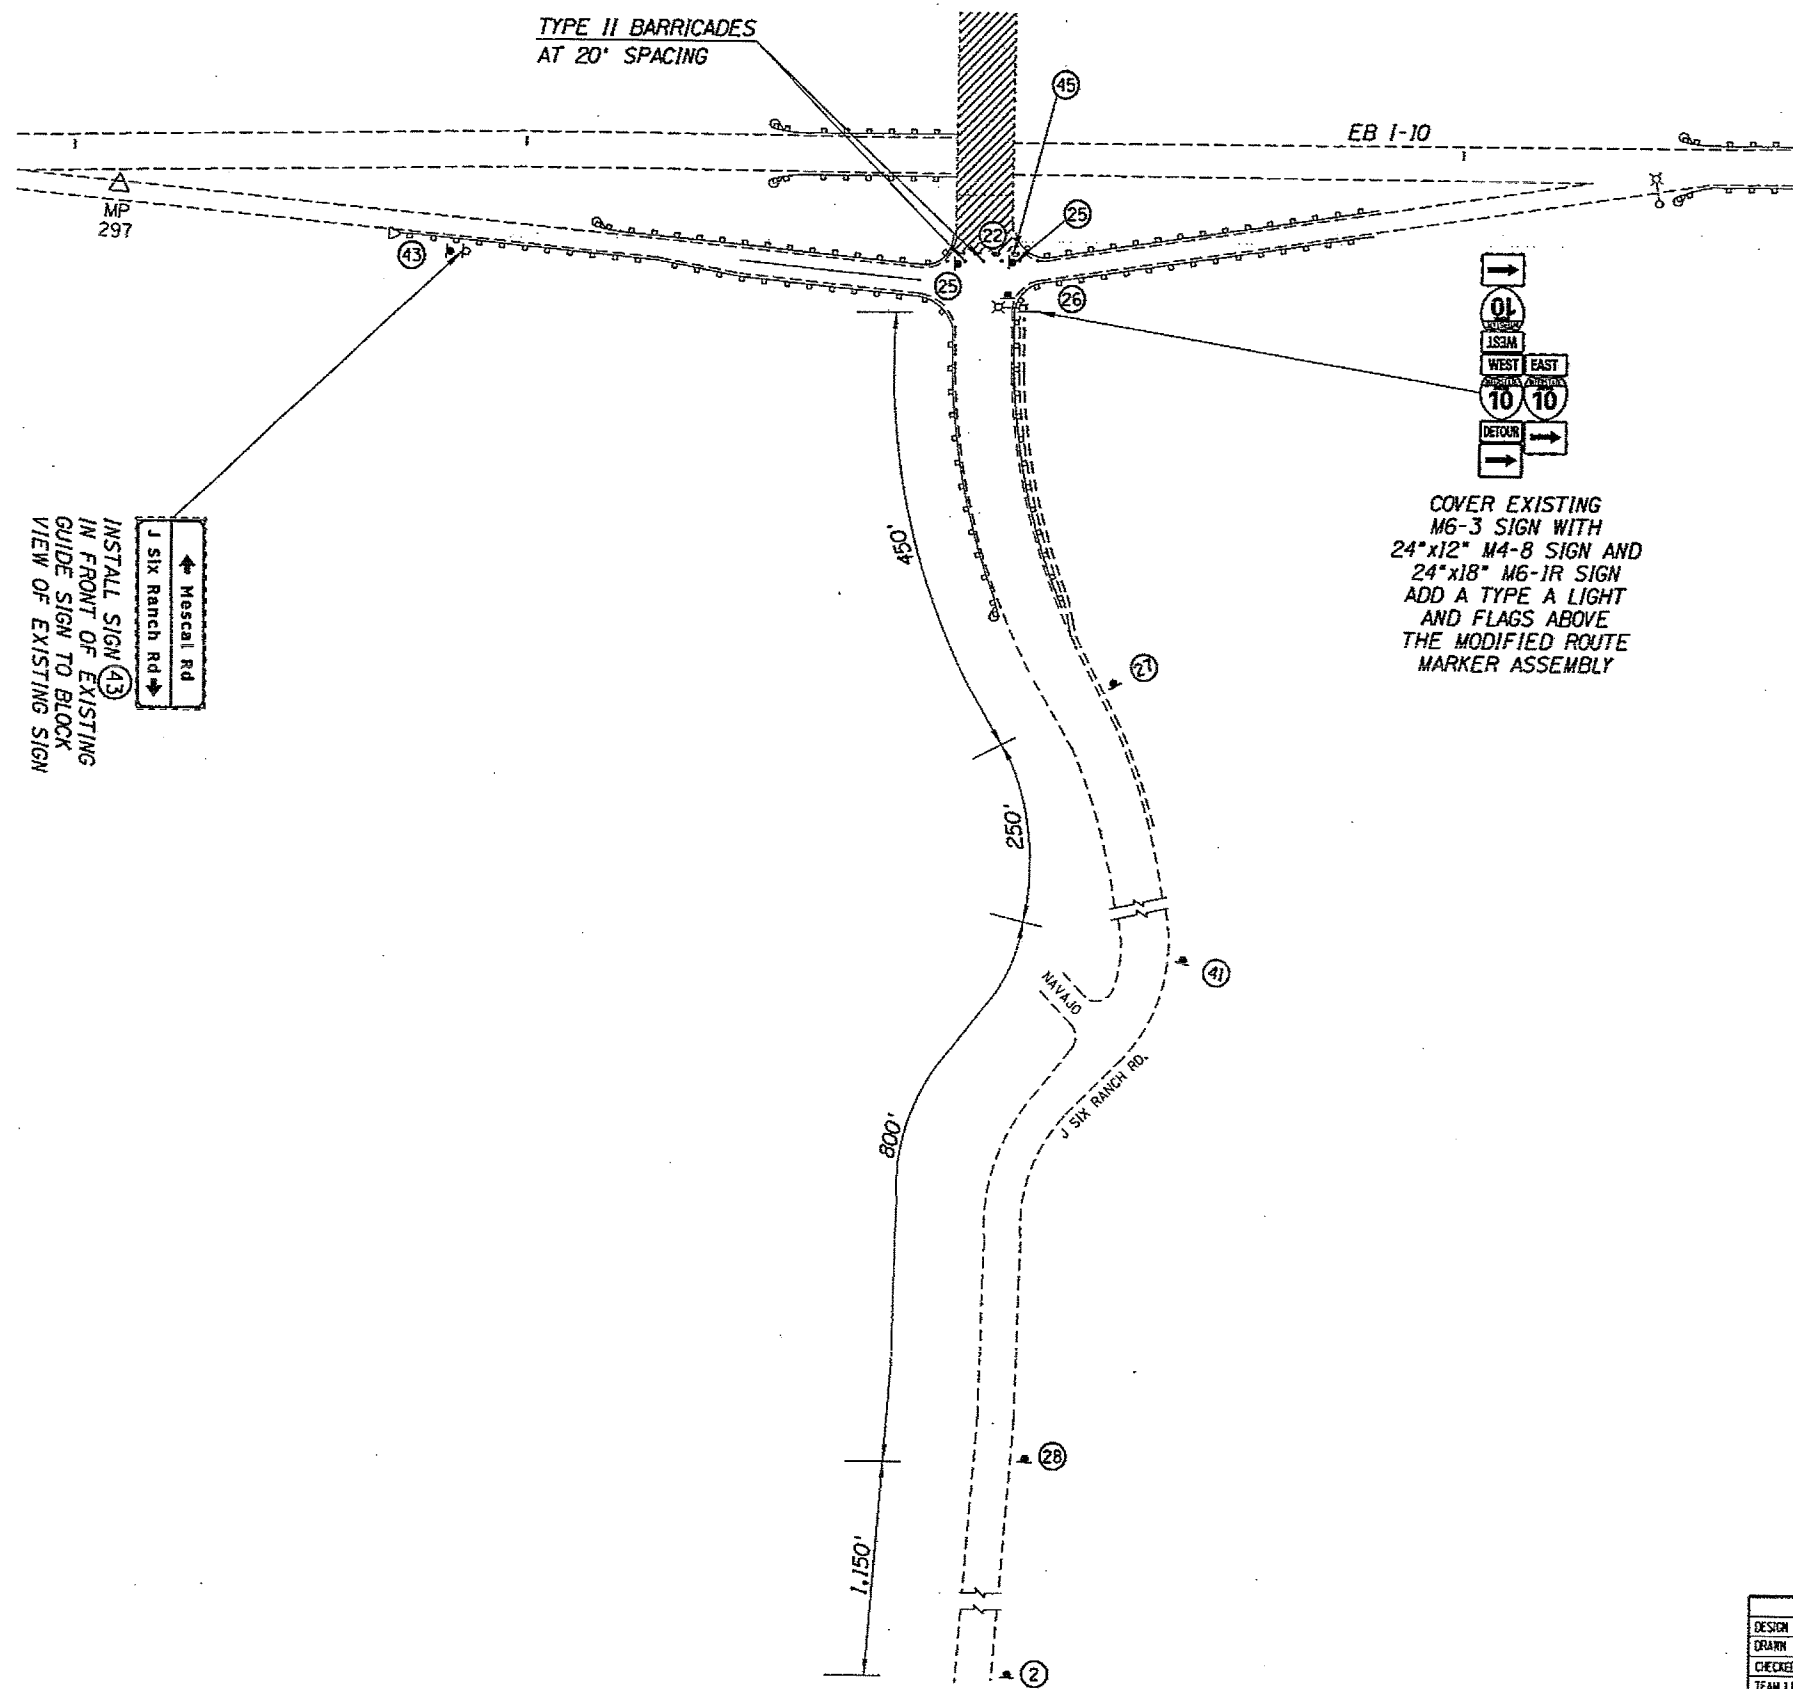 TYPE II BARRICADES
AT 20' SPACING
45
EB I-10
MP
297
43
25
22
25
26
10
WEST
WEST EAST
10 10
DETOUR
COVER EXISTING
M6-3 SIGN WITH
24"x12" M4-8 SIGN AND
24"x18" M6-1R SIGN
ADD A TYPE A LIGHT
AND FLAGS ABOVE
THE MODIFIED ROUTE
MARKER ASSEMBLY
Mescal Rd
J Six Ranch Rd
INSTALL SIGN 43
IN FRONT OF EXISTING
GUIDE SIGN TO BLOCK
VIEW OF EXISTING SIGN
450'
27
250'
41
NAVAJO
J SIX RANCH RD.
800'
28
1,150'
2
DESIGN
DRAWN
CHECKED